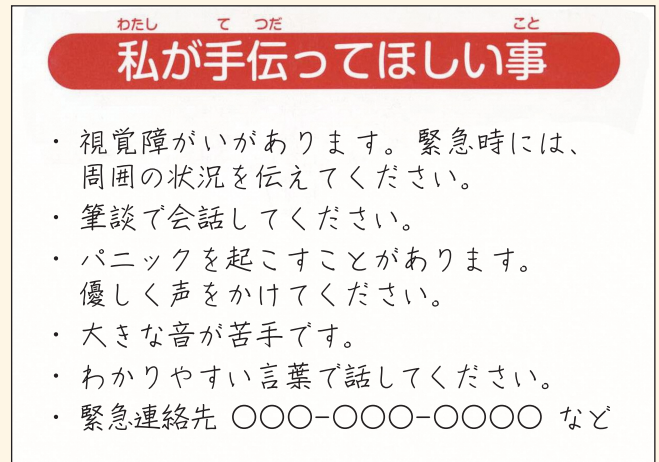 わたし て つだ こと
私が手伝ってほしい事
・ 視覚障がいがあります。緊急時には、
周囲の状況を伝えてください。
・ 筆談で会話してください。
・ パニックを起こすことがあります。
優しく声をかけてください。
・ 大きな音が苦手です。
・ わかりやすい言葉で話してください。
・ 緊急連絡先 〇〇〇−〇〇〇−〇〇〇〇 など